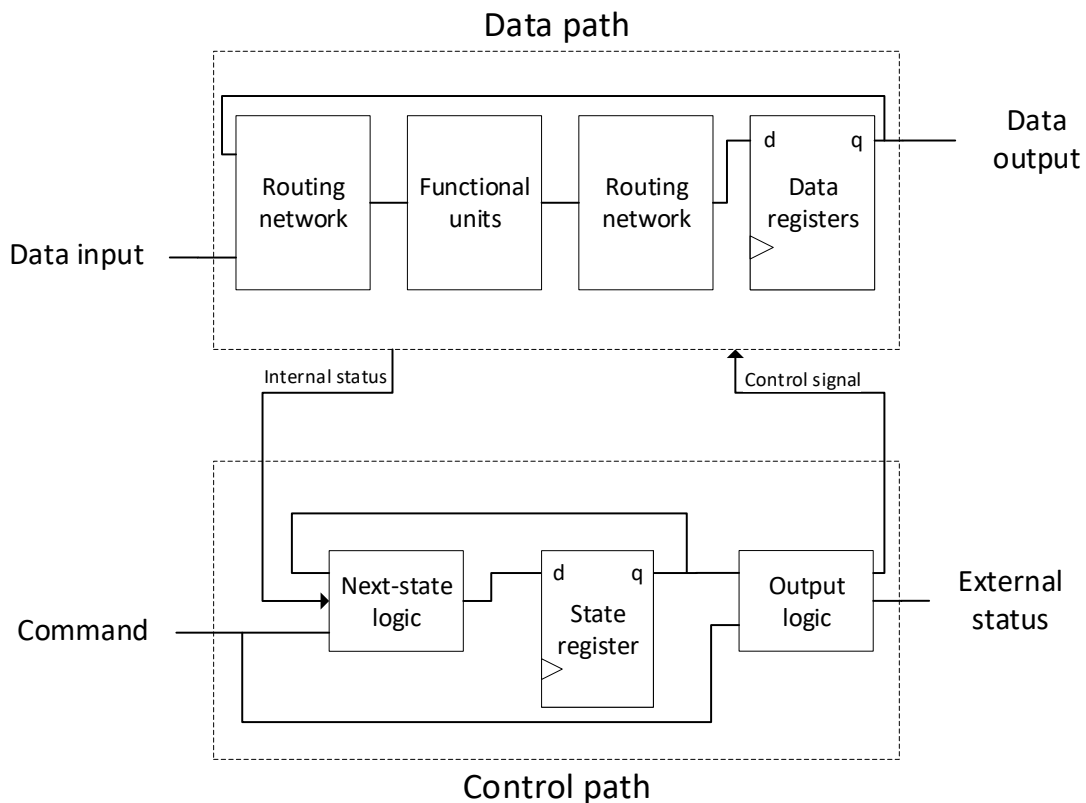 Data path
Data
output
d
q
Routing
network
Functional
units
Routing
network
Data
registers
Data input
Internal status
Control signal
Next-state
logic
d
q
State
register
Output
logic
External
status
Command
Control path